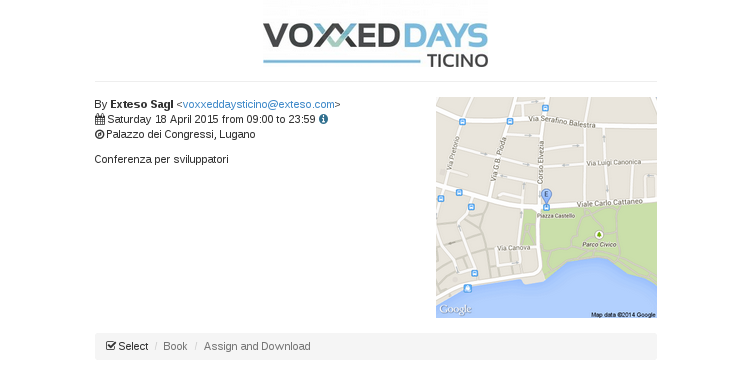 VOXXED DAYS
TICINO
By Exteso Sagl <voxxeddaysticino@exteso.com>
Saturday 18 April 2015 from 09:00 to 23:59
Palazzo dei Congressi, Lugano
Conferenza per sviluppatori
Via Serafino Balestra
Via Pretorio
Via G.B. Pioda
Corso Elvezia
Via Luigi Canonica
E
Viale Carlo Cattaneo
Piazza Castello
Parco Civico
Via Canova
Google
Map data ©2014 Google
Select / Book / Assign and Download